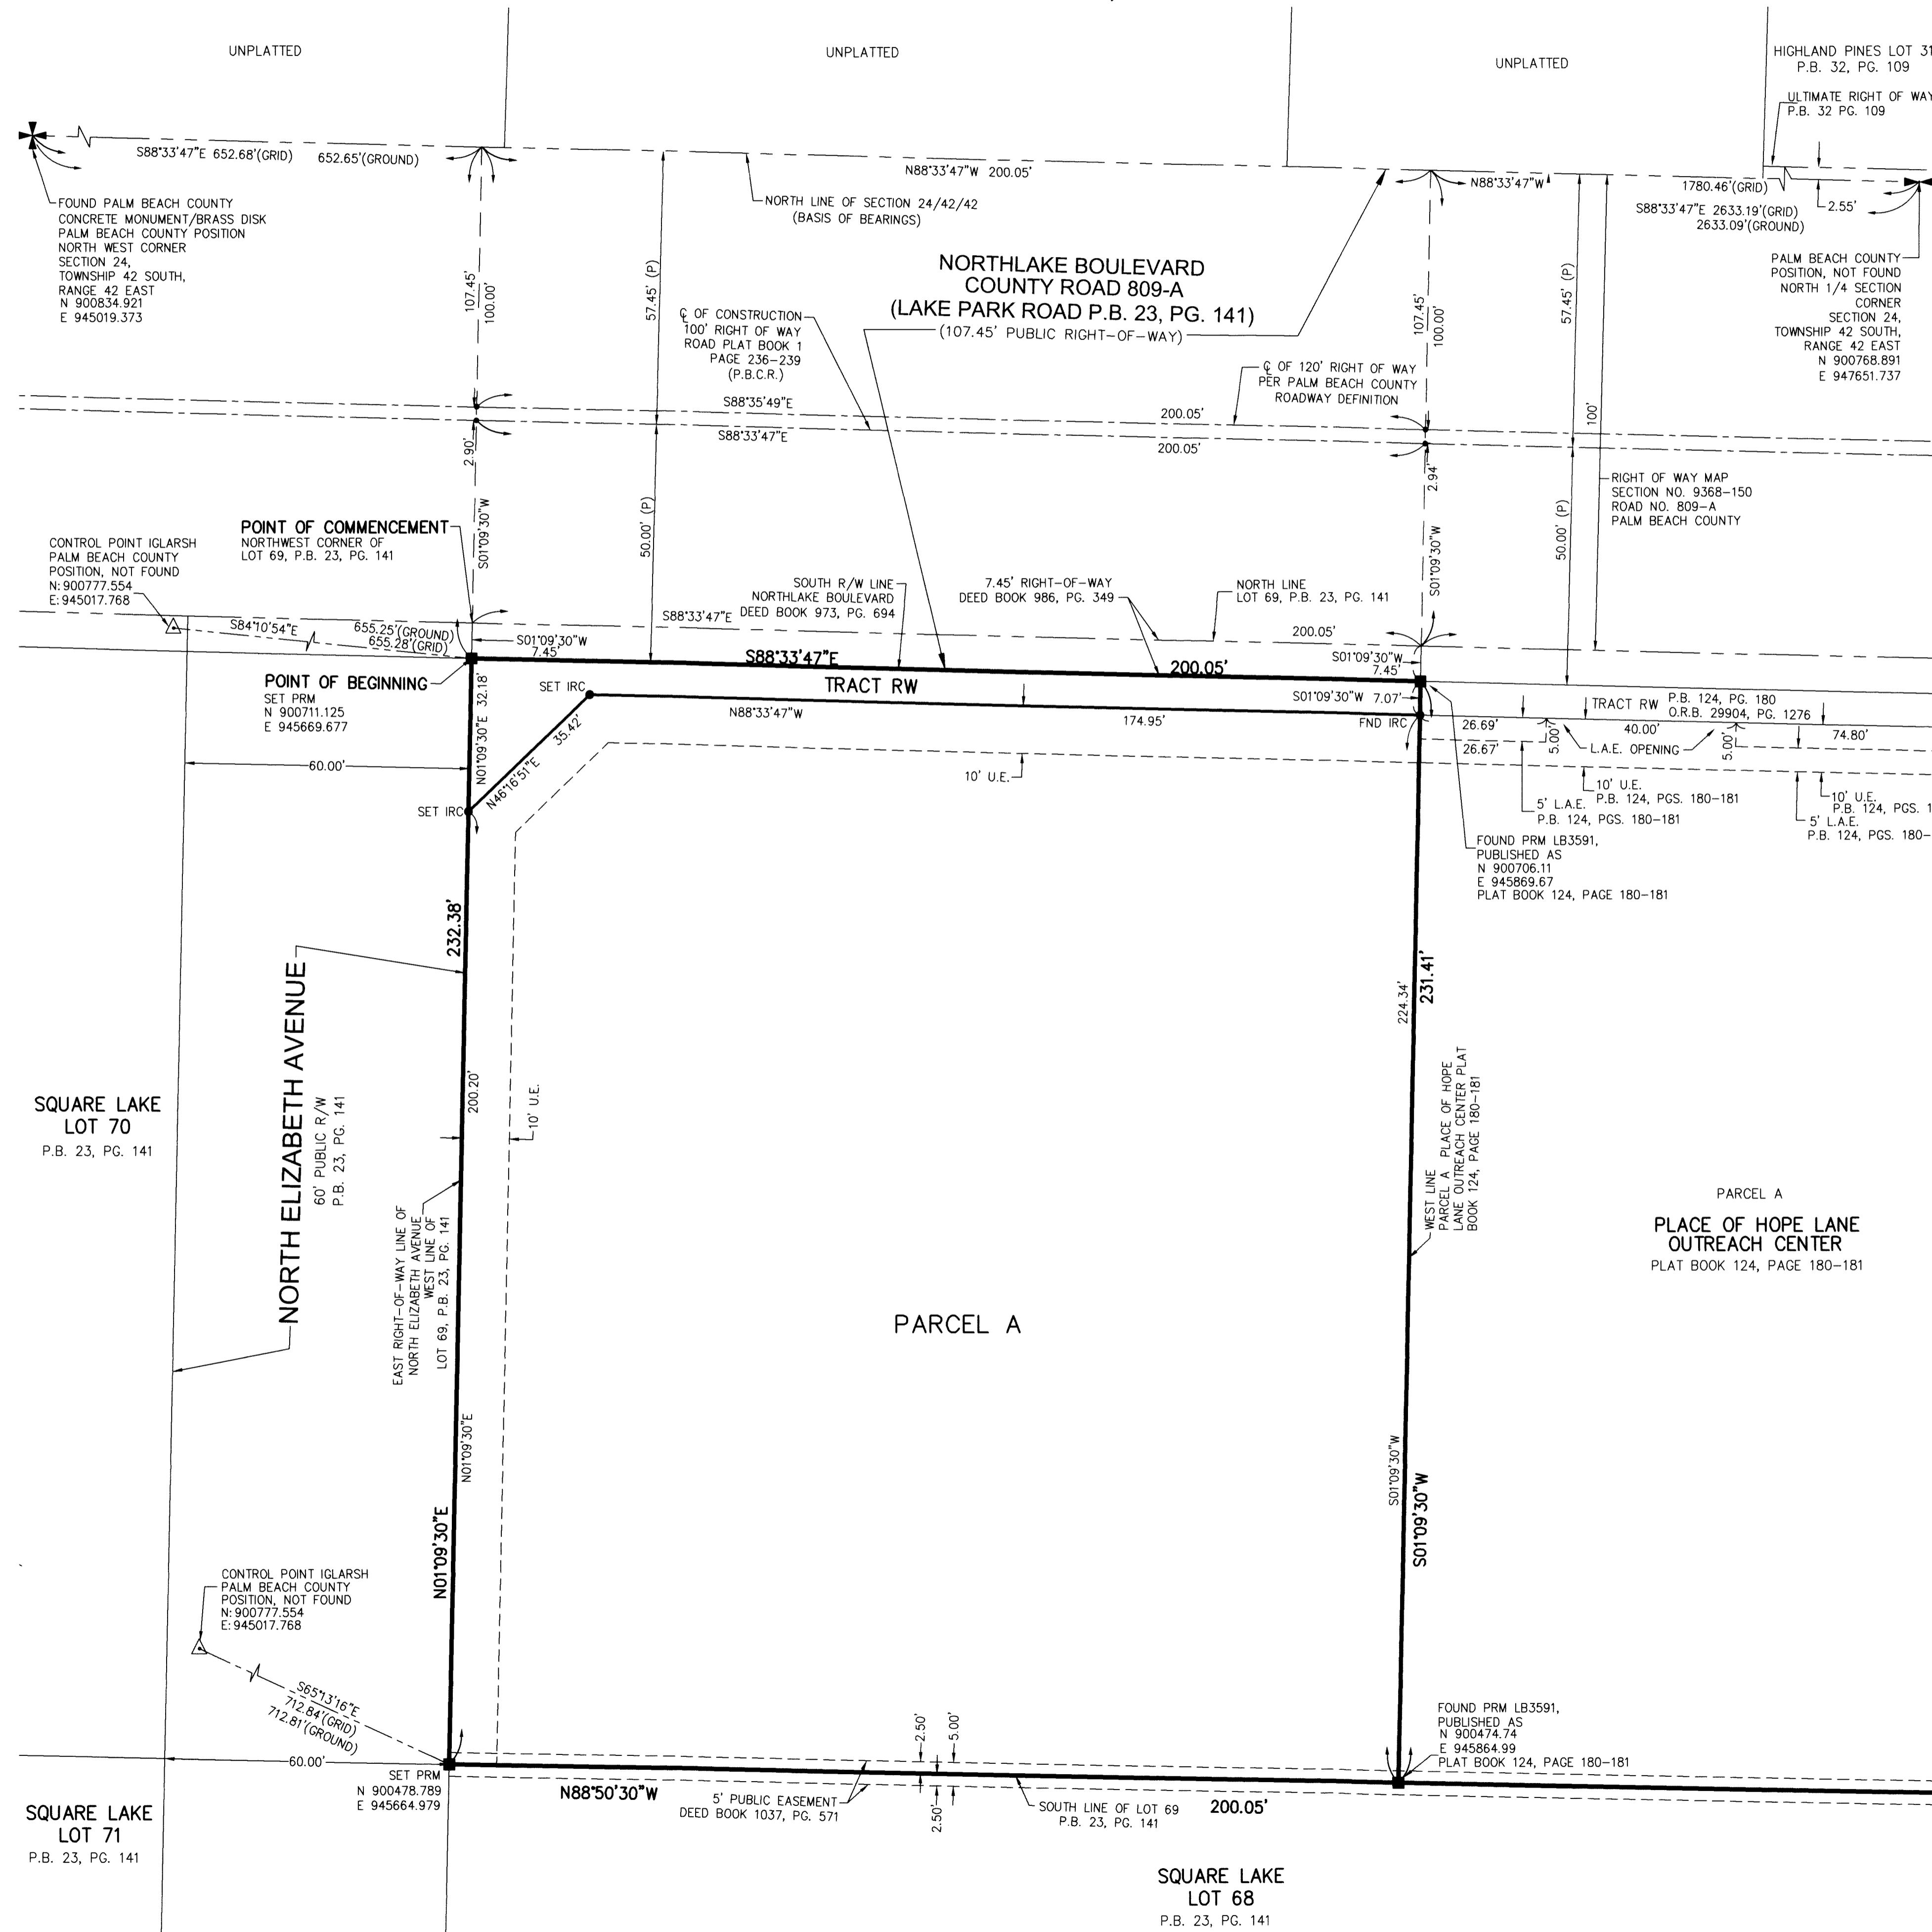 UNPLATTED
UNPLATTED
UNPLATTED
HIGHLAND PINES LOT 31
P.B. 32, PG. 109
ULTIMATE RIGHT OF WAY
P.B. 32 PG 109
S88°33'47"E 652.68'(GRID)
652.65'(GROUND)
N88°33'47"W 200.05'
N88°33'47"W
1780.46'(GRID)
S88°33'47"E 2633.19'(GRID)
2633.09'(GROUND)
2.55'
FOUND PALM BEACH COUNTY
CONCRETE MONUMENT/BRASS DISK
PALM BEACH COUNTY POSITION
NORTH WEST CORNER
SECTION 24,
TOWNSHIP 42 SOUTH,
RANGE 42 EAST
N 900834.921
E 945019.373
NORTH LINE OF SECTION 24/42/42
(BASIS OF BEARINGS)
107.45'
100.00'
57.45' (P)
NORTHLAKE BOULEVARD
COUNTY ROAD 809-A
(LAKE PARK ROAD P.B. 23, PG. 141)
(107.45' PUBLIC RIGHT-OF-WAY)
107.45'
100.00'
57.45' (P)
100'
PALM BEACH COUNTY
POSITION, NOT FOUND
NORTH 1/4 SECTION
CORNER
SECTION 24,
TOWNSHIP 42 SOUTH,
RANGE 42 EAST
N 900768.891
E 947651.737
℄ OF CONSTRUCTION
100' RIGHT OF WAY
ROAD PLAT BOOK 1
PAGE 236-239
(P.B.C.R.)
℄ OF 120' RIGHT OF WAY
PER PALM BEACH COUNTY
ROADWAY DEFINITION
S88°35'49"E
200.05'
S88°33'47"E
200.05'
2.90'
2.94'
S01°09'30"W
50.00' (P)
S01°09'30"W
50.00' (P)
RIGHT OF WAY MAP
SECTION NO. 9368-150
ROAD NO. 809-A
PALM BEACH COUNTY
POINT OF COMMENCEMENT
NORTHWEST CORNER OF
LOT 69, P.B. 23, PG. 141
CONTROL POINT IGLARSH
PALM BEACH COUNTY
POSITION, NOT FOUND
N: 900777.554
E: 945017.768
SOUTH R/W LINE
NORTHLAKE BOULEVARD
DEED BOOK 973, PG. 694
7.45' RIGHT-OF-WAY
DEED BOOK 986, PG. 349
NORTH LINE
LOT 69, P.B. 23, PG. 141
S88°33'47"E
200.05'
S84°10'54"E
655.25'(GROUND)
655.28'(GRID)
S01°09'30"W
7.45'
S01°09'30"W
7.45'
S88°33'47"E
200.05'
TRACT RW
POINT OF BEGINNING
SET PRM
N 900711.125
E 945669.677
SET IRC
N01°09'30"E 32.18'
35.42'
N46°16'51"E
N88°33'47"W
174.95'
S01°09'30"W 7.07'
FND IRC
TRACT RW
P.B. 124, PG. 180
O.R.B. 29904, PG. 1276
26.69'
26.67'
5.00'
40.00'
L.A.E. OPENING
5.00'
74.80'
60.00'
SET IRC
10' U.E.
10' U.E.
P.B. 124, PGS. 180-181
5' L.A.E.
P.B. 124, PGS. 180-181
10' U.E.
P.B. 124, PGS. 1
5' L.A.E.
P.B. 124, PGS. 180-
FOUND PRM LB3591,
PUBLISHED AS
N 900706.11
E 945869.67
PLAT BOOK 124, PAGE 180-181
232.38'
224.34'
231.41'
200.20'
10' U.E.
NORTH ELIZABETH AVENUE
60' PUBLIC R/W
P.B. 23, PG. 141
SQUARE LAKE
LOT 70
P.B. 23, PG. 141
EAST RIGHT-OF-WAY LINE OF
NORTH ELIZABETH AVENUE
WEST LINE OF
LOT 69, P.B. 23, PG. 141
WEST LINE
PARCEL A PLACE OF HOPE
LANE OUTREACH CENTER PLAT
BOOK 124, PAGE 180-181
PARCEL A
PLACE OF HOPE LANE
OUTREACH CENTER
PLAT BOOK 124, PAGE 180-181
PARCEL A
N01°09'30"E
N01°09'30"E
S01°09'30"W
S01°09'30"W
CONTROL POINT IGLARSH
PALM BEACH COUNTY
POSITION, NOT FOUND
N: 900777.554
E: 945017.768
S65°13'16"E
712.84'(GRID)
712.81'(GROUND)
60.00'
SET PRM
N 900478.789
E 945664.979
N88°50'30"W
5' PUBLIC EASEMENT
DEED BOOK 1037, PG. 571
2.50'
5.00'
2.50'
SOUTH LINE OF LOT 69
P.B. 23, PG. 141
200.05'
FOUND PRM LB3591,
PUBLISHED AS
N 900474.74
E 945864.99
PLAT BOOK 124, PAGE 180-181
SQUARE LAKE
LOT 71
P.B. 23, PG. 141
SQUARE LAKE
LOT 68
P.B. 23, PG. 141